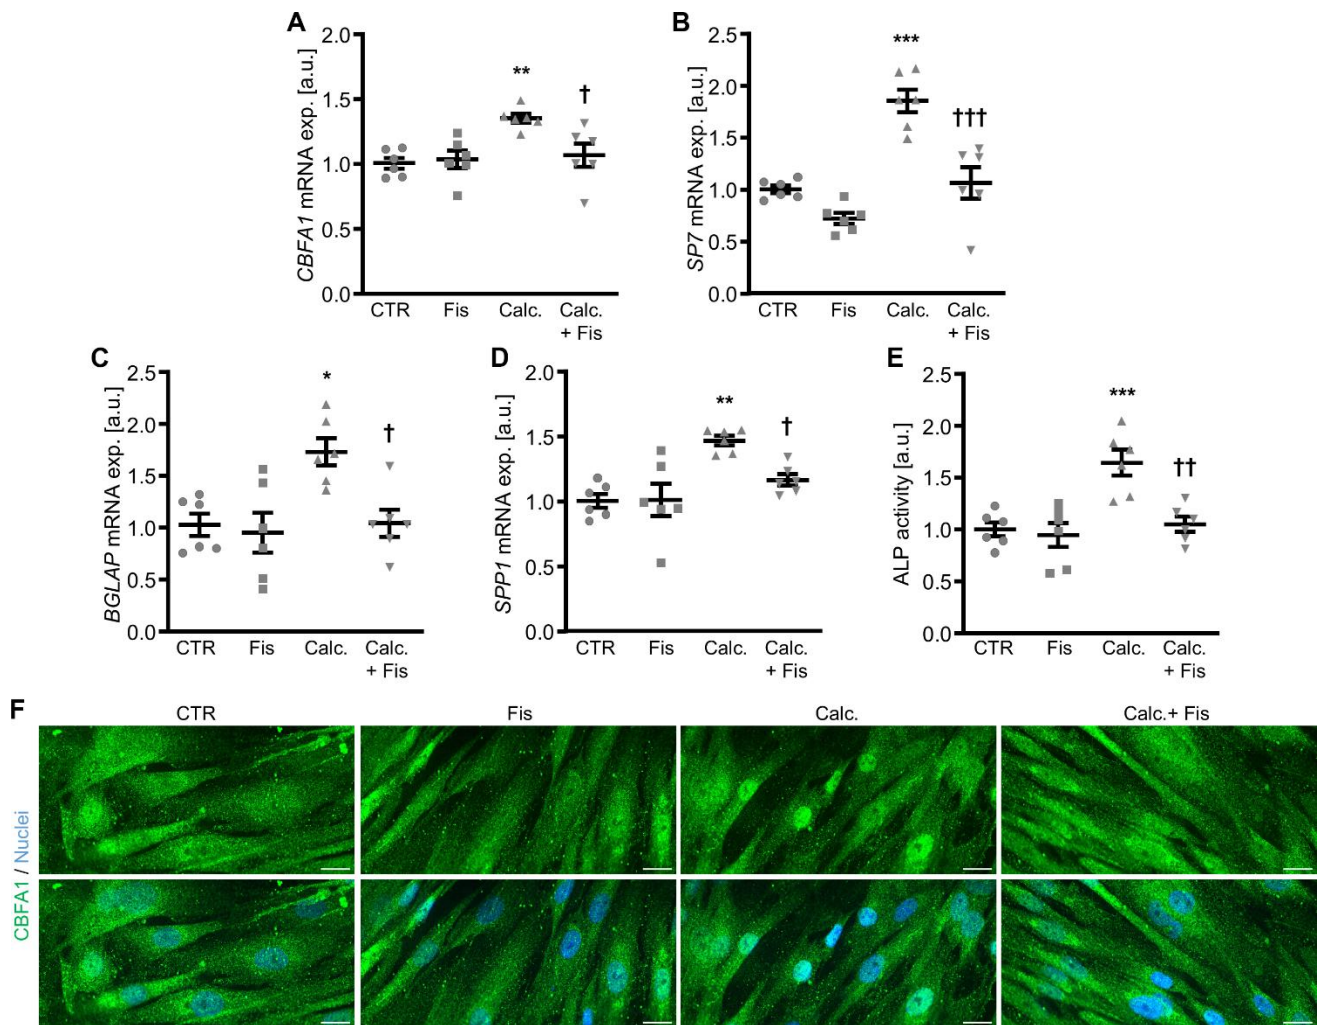 A
CBFA1 mRNA exp. [a.u.]
2.0
1.5
1.0
0.5
0.0
**
†
CTR Fis Calc. Calc.
+ Fis
B
SP7 mRNA exp. [a.u.]
2.5
2.0
1.5
1.0
0.5
0.0
***
†††
CTR Fis Calc. Calc.
+ Fis
C
BGLAP mRNA exp. [a.u.]
2.5
2.0
1.5
1.0
0.5
0.0
*
†
CTR Fis Calc. Calc.
+ Fis
D
SPP1 mRNA exp. [a.u.]
2.0
1.5
1.0
0.5
0.0
**
†
CTR Fis Calc. Calc.
+ Fis
E
ALP activity [a.u.]
2.5
2.0
1.5
1.0
0.5
0.0
***
††
CTR Fis Calc. Calc.
+ Fis
F
CTR Fis Calc. Calc.+ Fis
CBFA1 / Nuclei